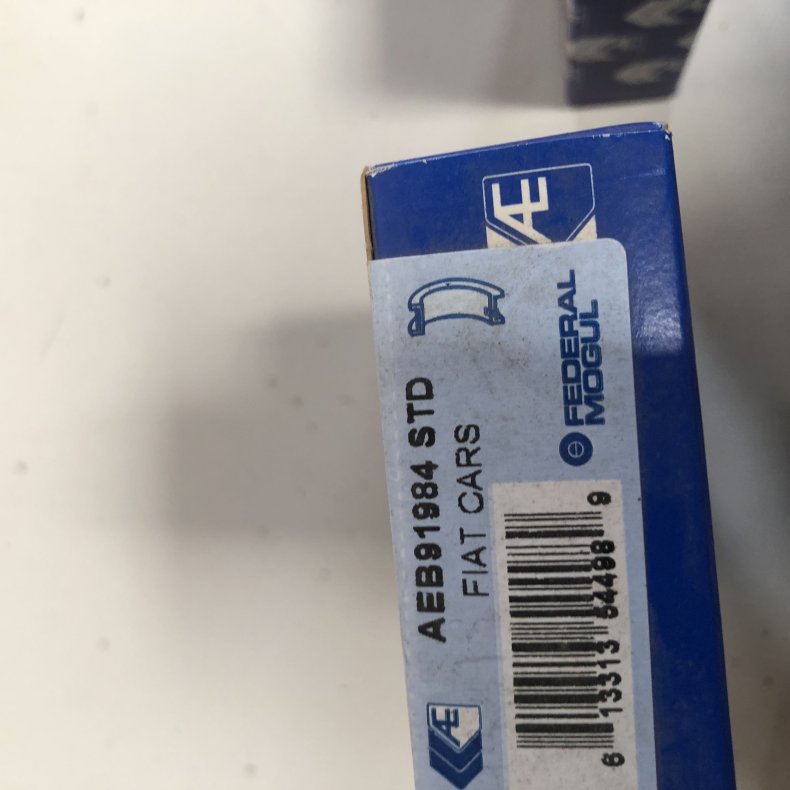 Æ
AEB91984 STD
FIAT CARS
FEDERAL
MOGUL
Æ
6 13313 54498 9